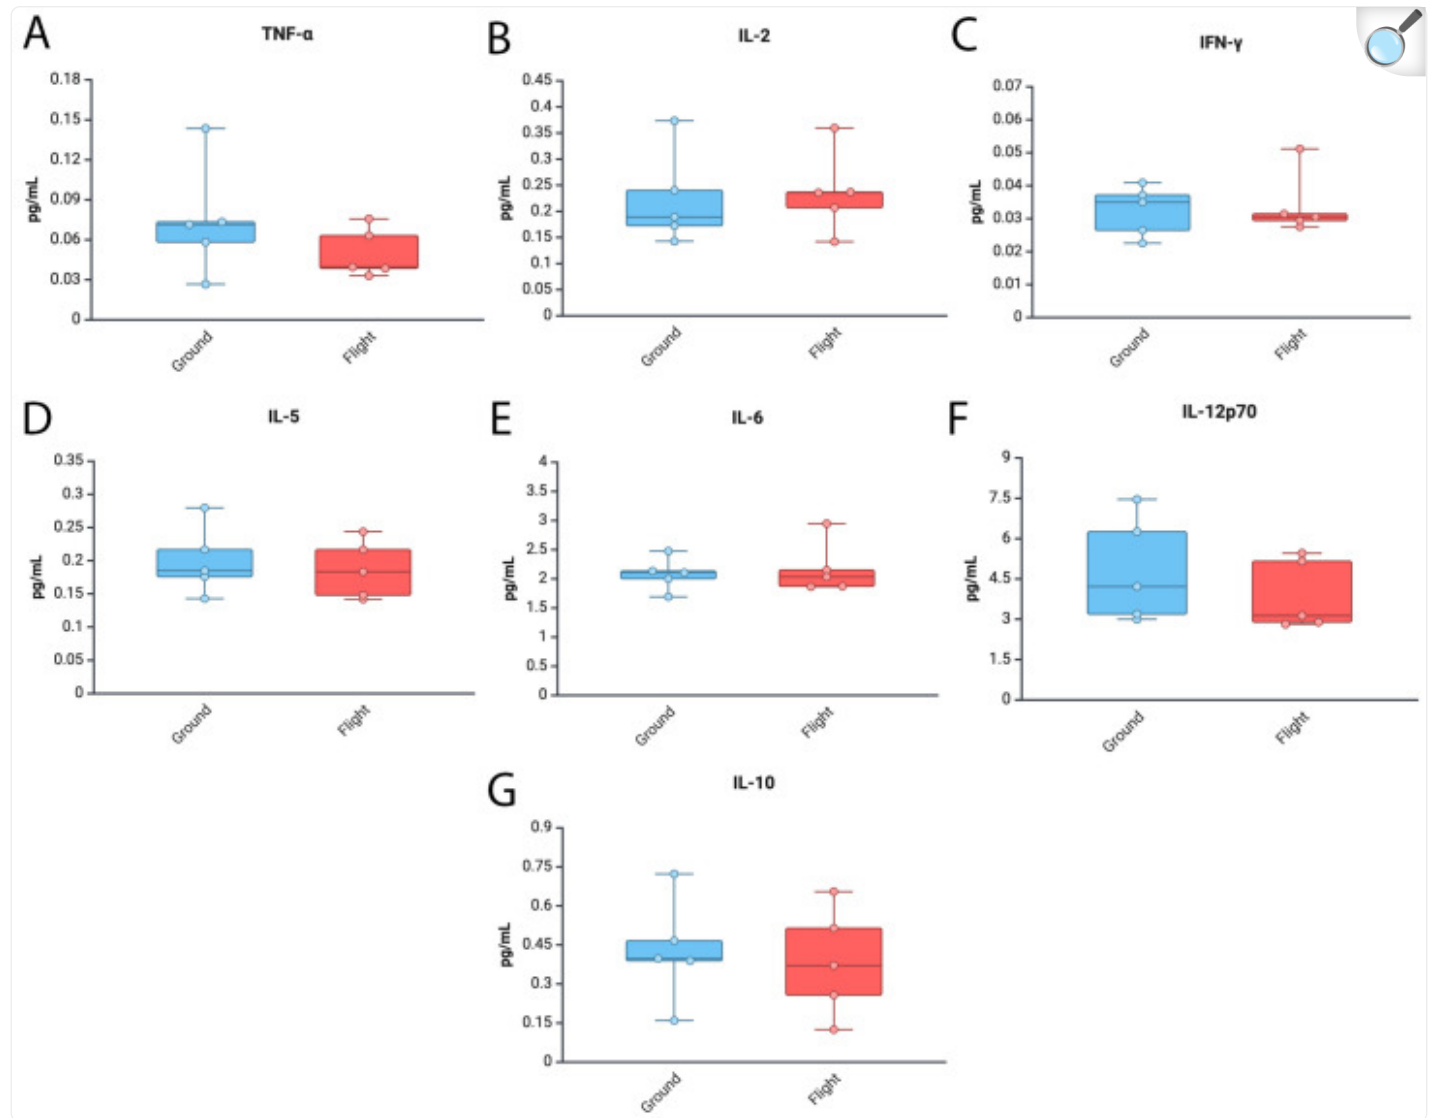 A
TNF-α
0.18
0.15
0.12
0.09
0.06
0.03
0
pg/mL
Ground
Flight
B
IL-2
0.45
0.4
0.35
0.3
0.25
0.2
0.15
0.1
0.05
0
pg/mL
Ground
Flight
C
IFN-γ
0.07
0.06
0.05
0.04
0.03
0.02
0.01
0
pg/mL
Ground
Flight
D
IL-5
0.35
0.3
0.25
0.2
0.15
0.1
0.05
0
pg/mL
Ground
Flight
E
IL-6
4
3.5
3
2.5
2
1.5
1
0.5
0
pg/mL
Ground
Flight
F
IL-12p70
9
7.5
6
4.5
3
1.5
0
pg/mL
Ground
Flight
G
IL-10
0.9
0.75
0.6
0.45
0.3
0.15
0
pg/mL
Ground
Flight